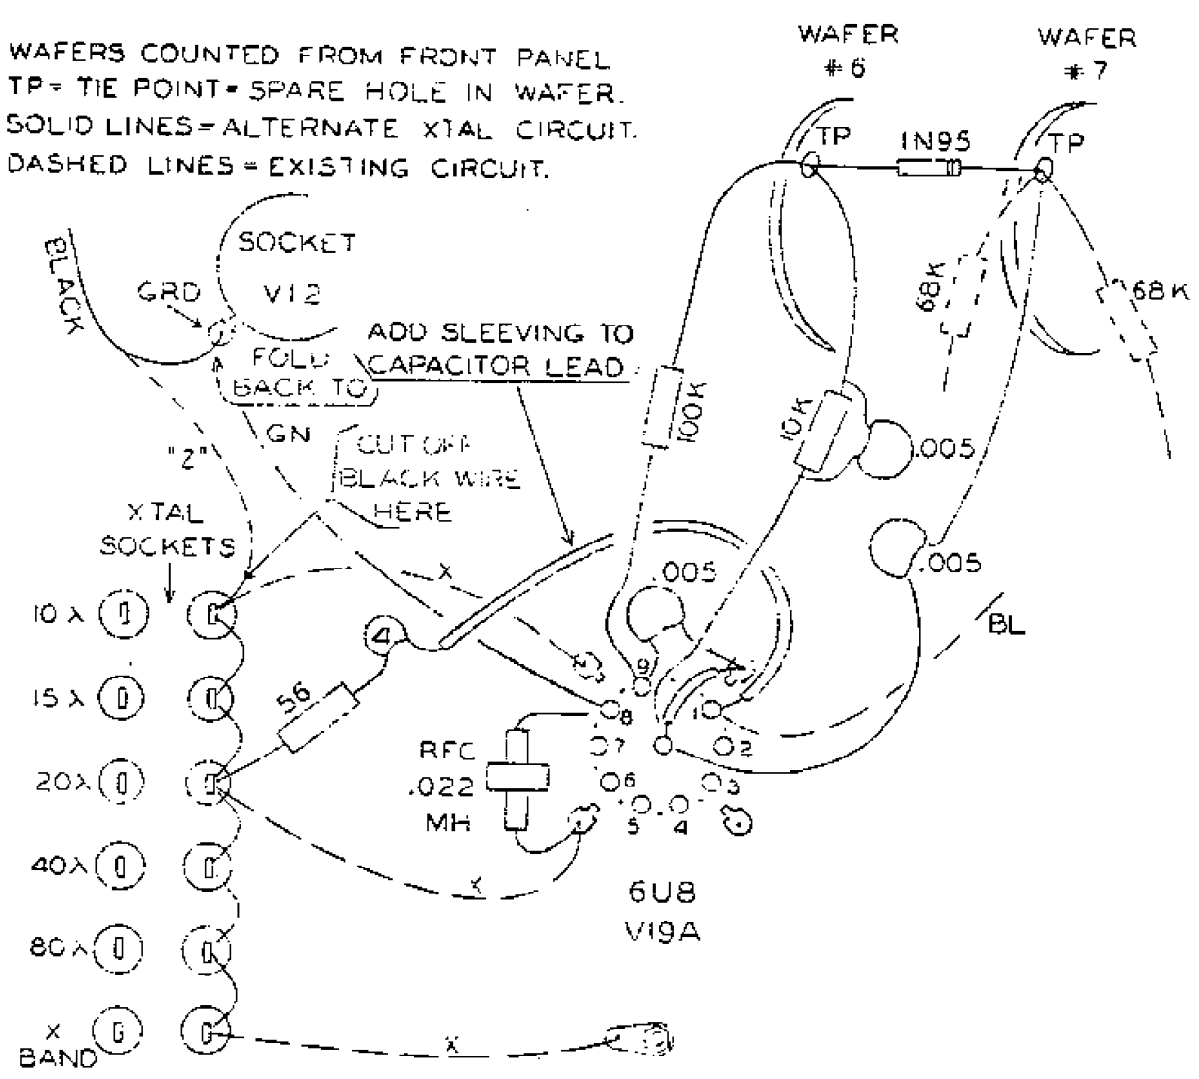 WAFERS COUNTED FROM FRONT PANEL
TP= TIE POINT= SPARE HOLE IN WAFER.
SOLID LINES=ALTERNATE XTAL CIRCUIT.
DASHED LINES=EXISTING CIRCUIT.
WAFER
#6
WAFER
#7
TP
1N95
TP
BLACK
SOCKET
V12
GRD
FOLD
BACK TO
ADD SLEEVING TO
CAPACITOR LEAD
68K
68K
100K
10K
.005
GN
"2"
CUT OFF
BLACK WIRE
HERE
XTAL
SOCKETS
.005
.005
X
BL
10 λ
4
15 λ
56
20λ
40λ
80λ
X
BAND
RFC
.022
MH
9
8
7
6
5
4
3
2
1
X
6U8
V19A
X